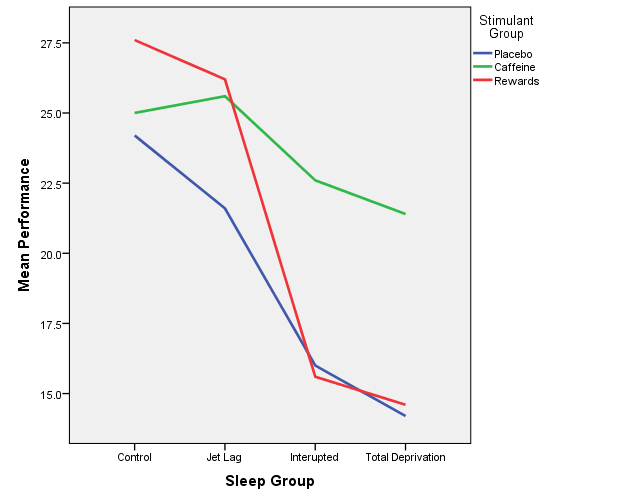 Stimulant
Group
Placebo
Caffeine
Rewards
27.5
25.0
22.5
20.0
17.5
15.0
Mean Performance
Control
Jet Lag
Interupted
Total Deprivation
Sleep Group